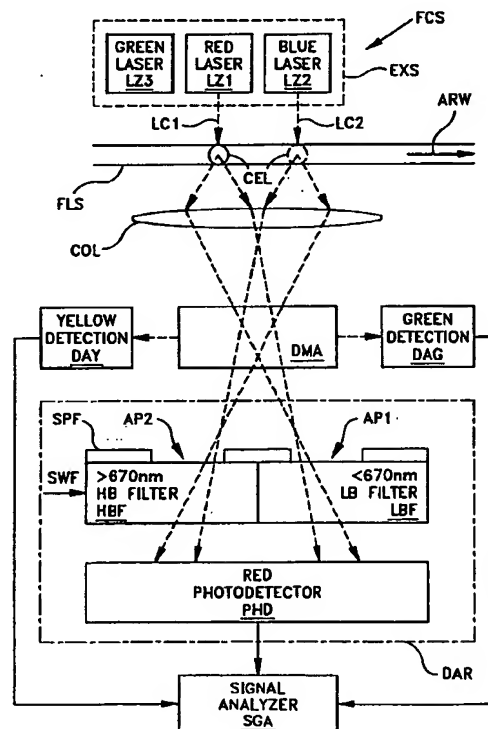 FCS
GREEN LASER LZ3
RED LASER LZ1
BLUE LASER LZ2
EXS
LC1
LC2
ARW
CEL
FLS
COL
YELLOW DETECTION DAY
DMA
GREEN DETECTION DAG
SPF
AP2
AP1
SWF
>670nm HB FILTER HBF
<670nm LB FILTER LBF
RED PHOTODETECTOR PHD
DAR
SIGNAL ANALYZER SGA